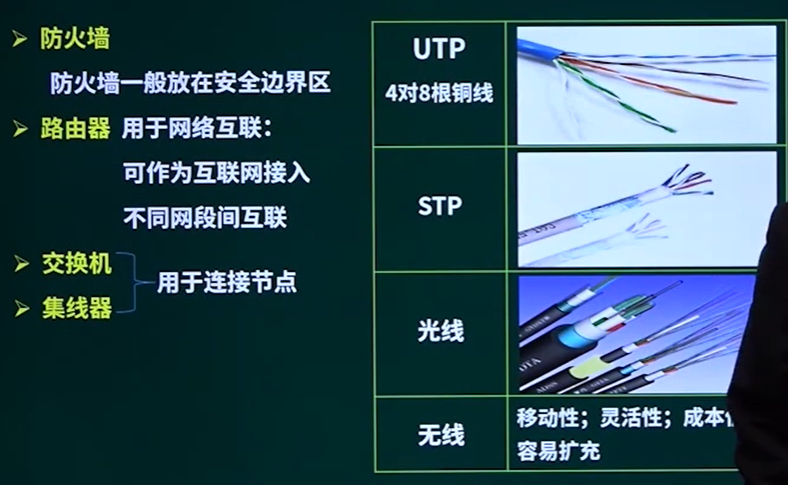 防火墙
防火墙一般放在安全边界区
路由器 用于网络互联：
可作为互联网接入
不同网段间互联
交换机
集线器
用于连接节点
UTP
4对8根铜线
STP
光线
无线
移动性；灵活性；成本
容易扩充